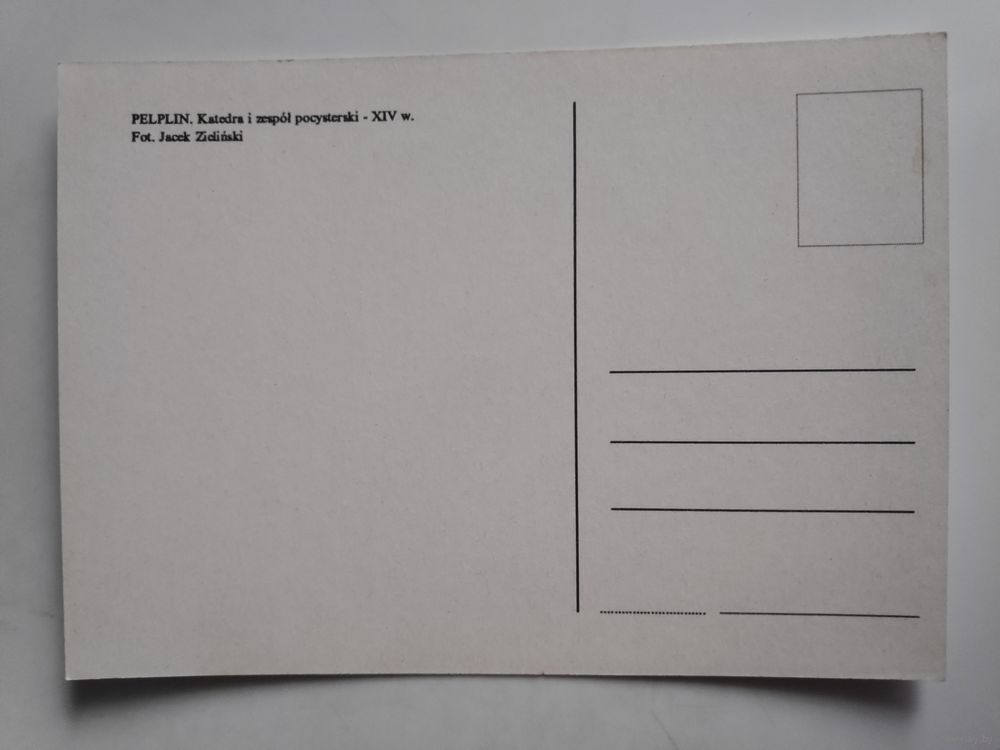 PELPLIN. Katedra i zespół pocysterski - XIV w.
Fot. Jacek Zieliński